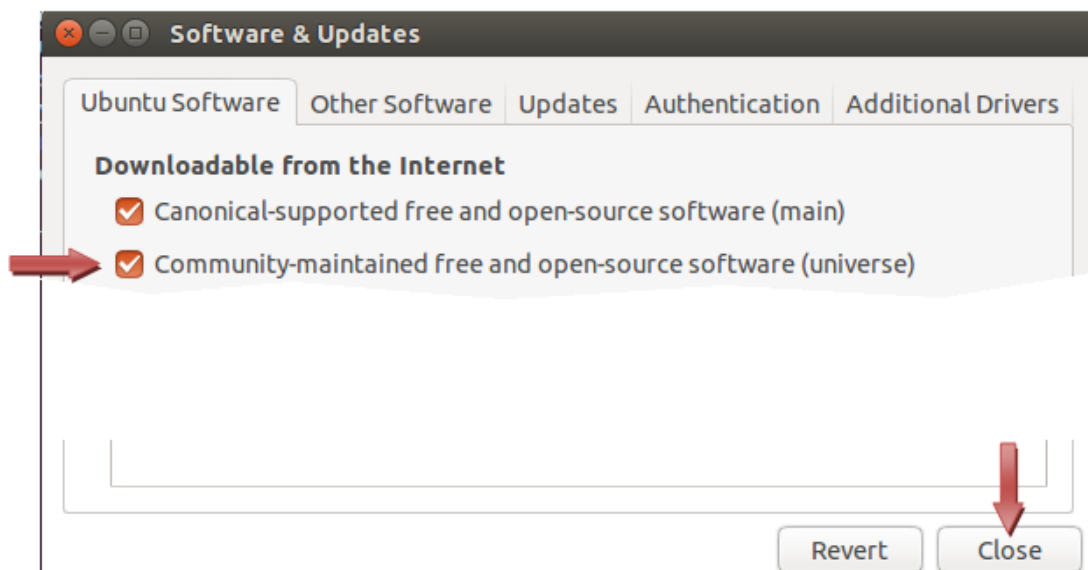 Software & Updates
Ubuntu Software Other Software Updates Authentication Additional Drivers
Downloadable from the Internet
Canonical-supported free and open-source software (main)
Community-maintained free and open-source software (universe)
Revert Close